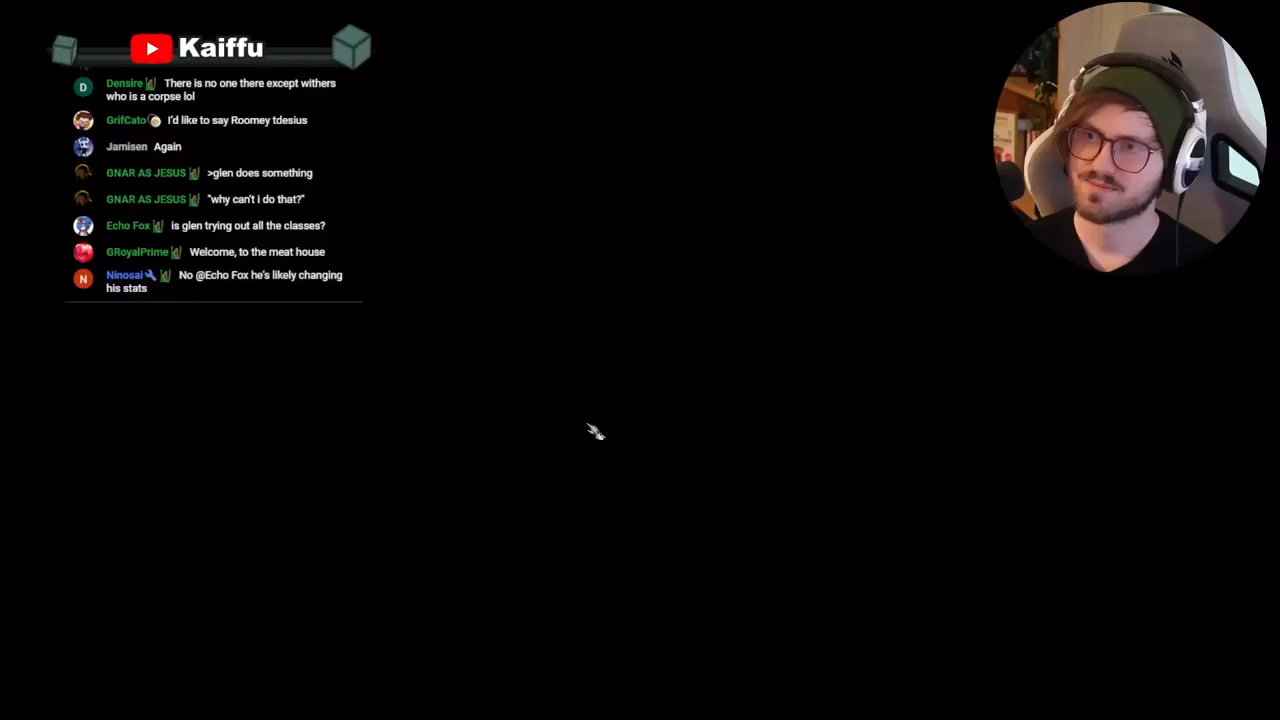 Kaiffu
Densire There is no one there except withers
who is a corpse lol
GrifCato I'd like to say Roomey tdesius
Jamisen Again
GNAR AS JESUS >glen does something
GNAR AS JESUS "why can't i do that?"
Echo Fox is glen trying out all the classes?
GRoyalPrime Welcome, to the meat house
N Ninosai No @Echo Fox he's likely changing
his stats